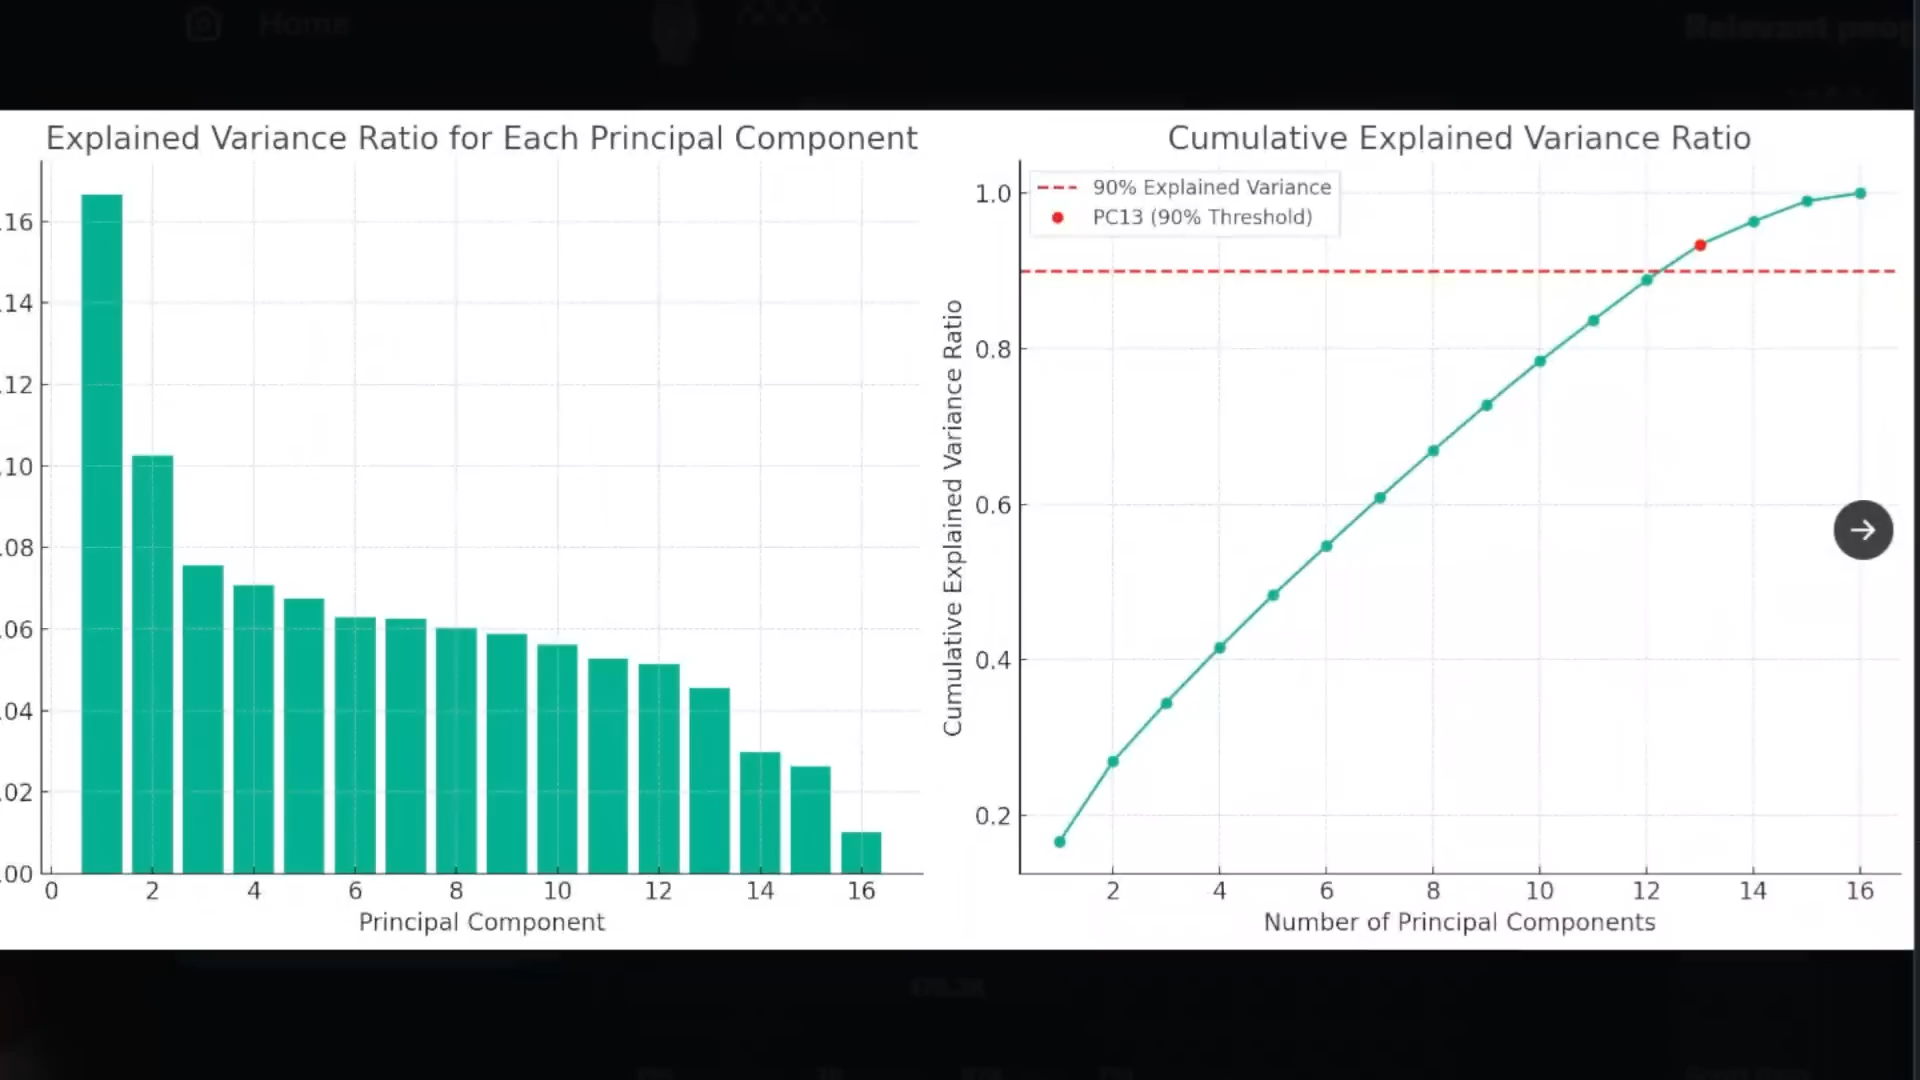 Home
Relevant peop
Explained Variance Ratio for Each Principal Component
.16
.14
.12
.10
.08
.06
.04
.02
.00
0 2 4 6 8 10 12 14 16
Principal Component
Cumulative Explained Variance Ratio
90% Explained Variance
PC13 (90% Threshold)
1.0
0.8
0.6
0.4
0.2
Cumulative Explained Variance Ratio
2 4 6 8 10 12 14 16
Number of Principal Components